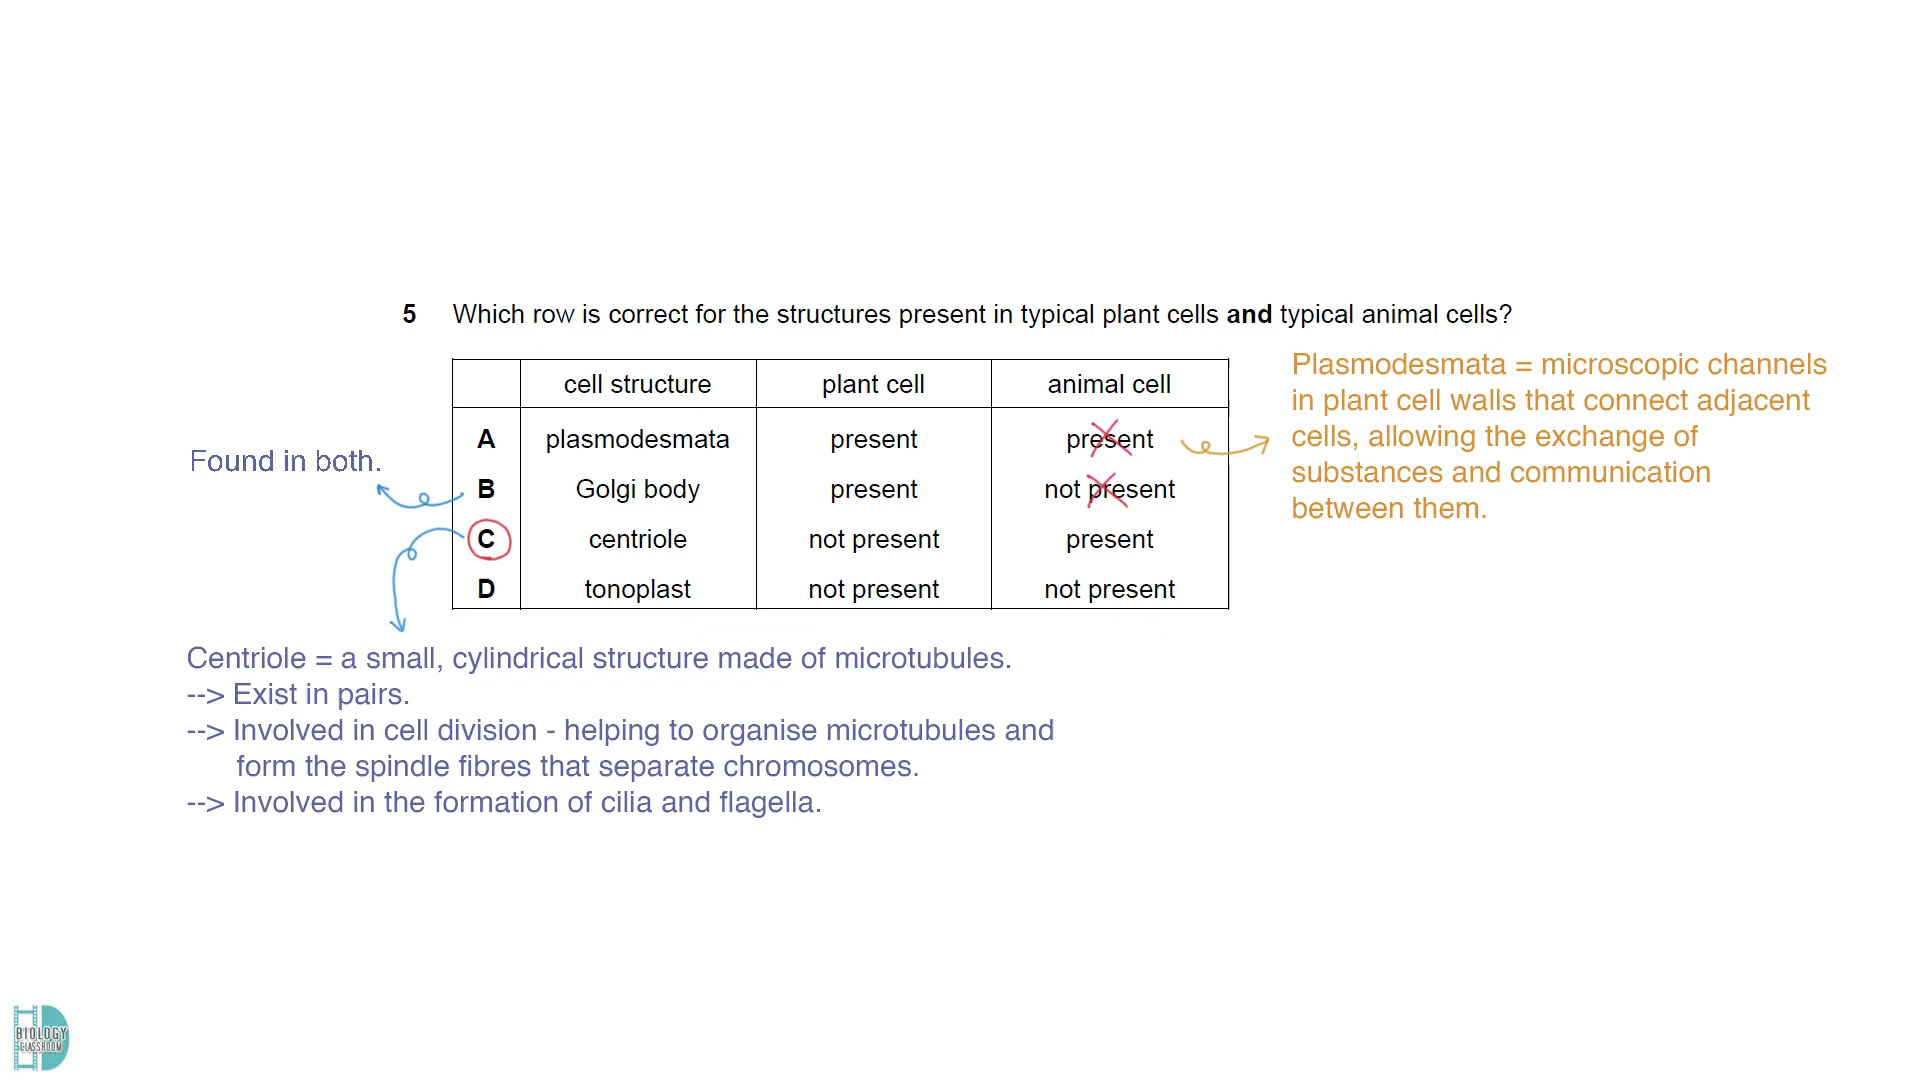 5 Which row is correct for the structures present in typical plant cells and typical animal cells?
cell structure plant cell animal cell
A plasmodesmata present present
B Golgi body present not present
C centriole not present present
D tonoplast not present not present
Found in both.
Plasmodesmata = microscopic channels
in plant cell walls that connect adjacent
cells, allowing the exchange of
substances and communication
between them.
Centriole = a small, cylindrical structure made of microtubules.
--> Exist in pairs.
--> Involved in cell division - helping to organise microtubules and
form the spindle fibres that separate chromosomes.
--> Involved in the formation of cilia and flagella.
BIOLOGY
CLASSROOM